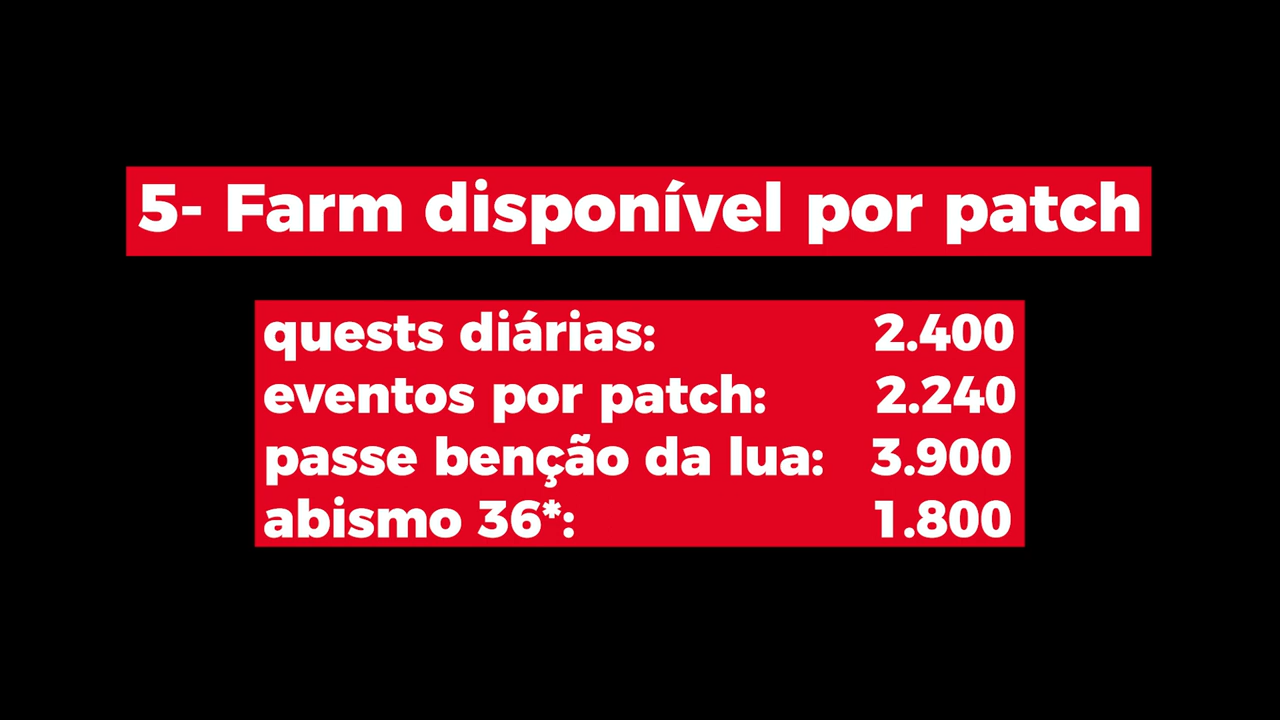 5- Farm disponível por patch
quests diárias: 2.400
eventos por patch: 2.240
passe benção da lua: 3.900
abismo 36*: 1.800